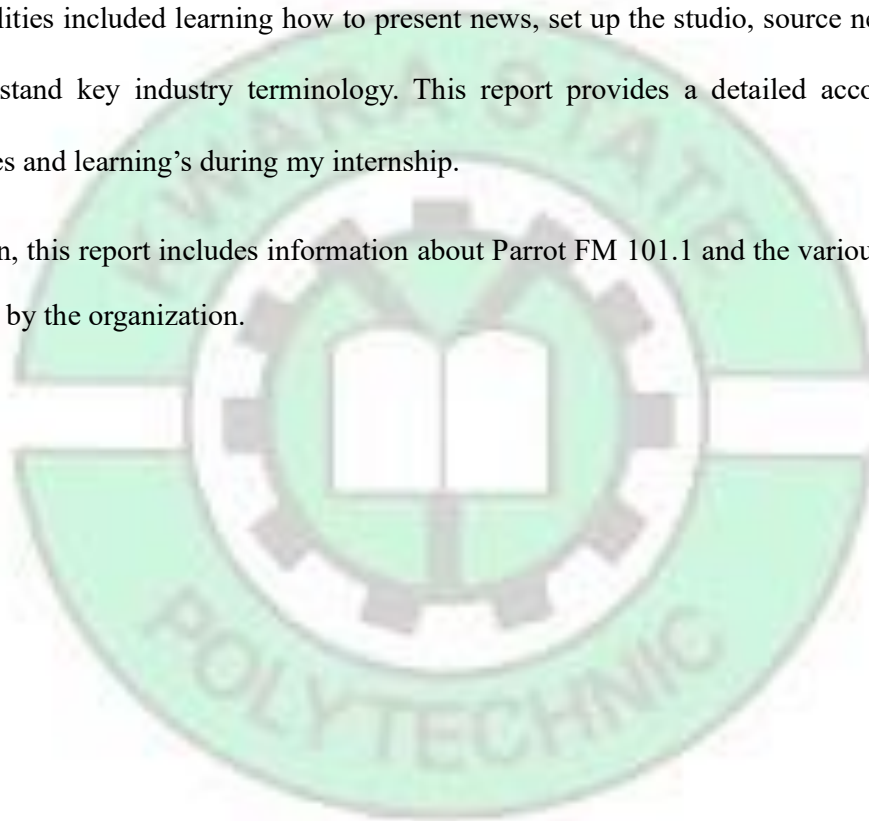 lities included learning how to present news, set up the studio, source ne
stand key industry terminology. This report provides a detailed acco
es and learning's during my internship.
n, this report includes information about Parrot FM 101.1 and the variou
by the organization.
KWARA STATE
POLYTECHNIC